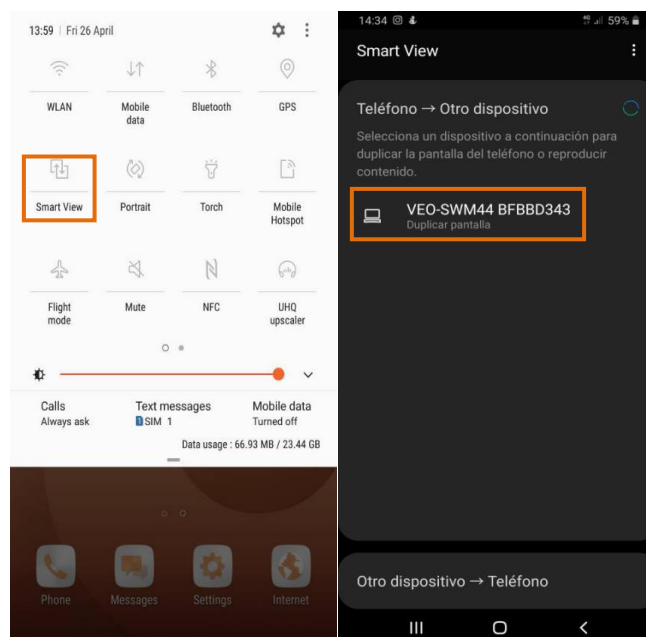 13:59 | Fri 26 April
WLAN
Mobile
data
Bluetooth
GPS
Smart View
Portrait
Torch
Mobile
Hotspot
Flight
mode
Mute
NFC
UHQ
upscaler
Calls
Always ask
Text messages
1 SIM 1
Mobile data
Turned off
Data usage : 66.93 MB / 23.44 GB
Phone
Messages
Settings
Internet
14:34
59%
Smart View
Teléfono → Otro dispositivo
Selecciona un dispositivo a continuación para
duplicar la pantalla del teléfono o reproducir
contenido.
VEO-SWM44 BFBBD343
Duplicar pantalla
Otro dispositivo → Teléfono